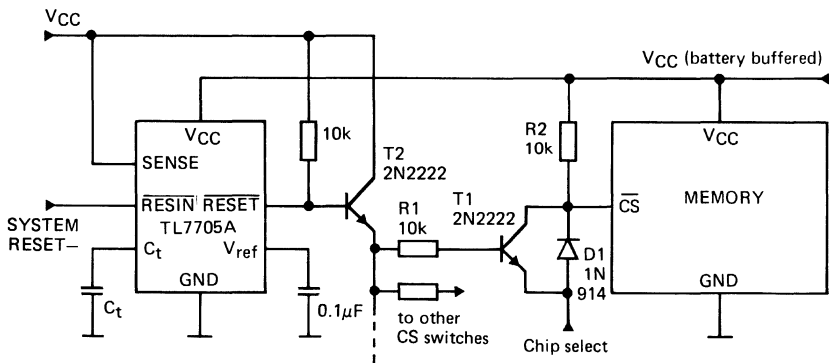 VCC
VCC (battery buffered)
VCC
SENSE
RESIN RESET
TL7705A
Ct
Vref
GND
SYSTEM
RESET–
Ct
0.1µF
10k
T2
2N2222
R1
10k
to other
CS switches
T1
2N2222
R2
10k
D1
1N
914
Chip select
VCC
CS
MEMORY
GND